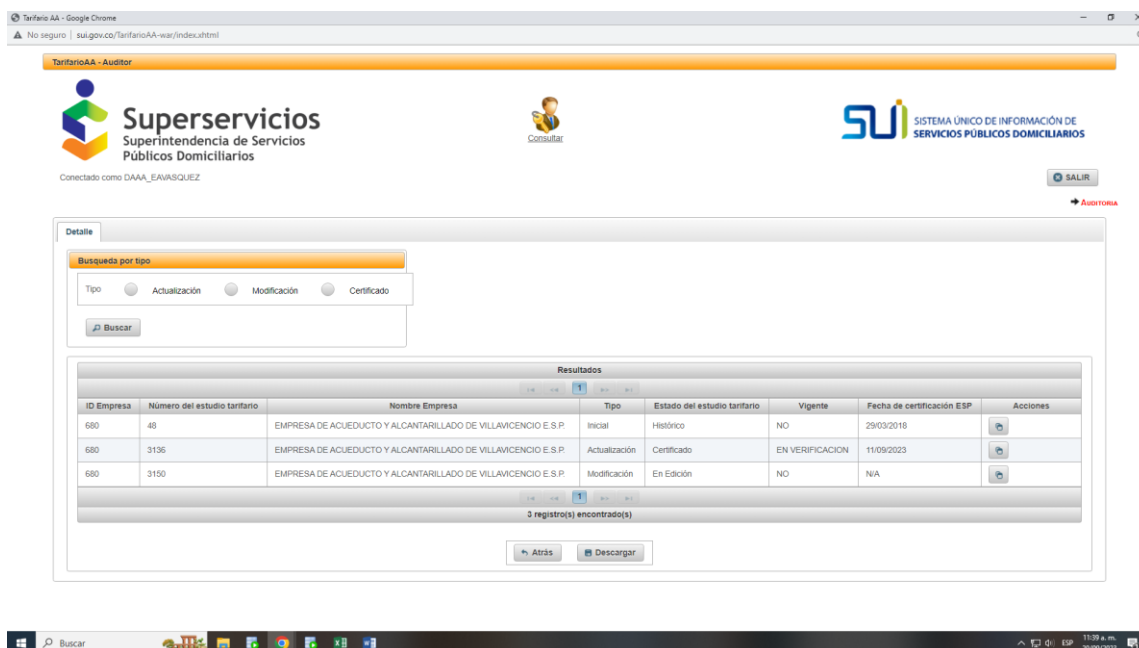 Tarifario AA - Google Chrome
No seguro | sui.gov.co/TarifarioAA-war/index.xhtml
TarifarioAA - Auditor
Superservicios
Superintendencia de Servicios
Públicos Domiciliarios
Consultar
sui SISTEMA ÚNICO DE INFORMACIÓN DE
SERVICIOS PÚBLICOS DOMICILIARIOS
Conectado como DAAA_EAVASQUEZ
SALIR
AUDITORIA
Detalle
Busqueda por tipo
Tipo Actualización Modificación Certificado
Buscar
Resultados
1
ID Empresa Número del estudio tarifario Nombre Empresa Tipo Estado del estudio tarifario Vigente Fecha de certificación ESP Acciones
680 48 EMPRESA DE ACUEDUCTO Y ALCANTARILLADO DE VILLAVICENCIO E.S.P. Inicial Histórico NO 29/03/2018
680 3136 EMPRESA DE ACUEDUCTO Y ALCANTARILLADO DE VILLAVICENCIO E.S.P. Actualización Certificado EN VERIFICACION 11/09/2023
680 3150 EMPRESA DE ACUEDUCTO Y ALCANTARILLADO DE VILLAVICENCIO E.S.P. Modificación En Edición NO N/A
1
3 registro(s) encontrado(s)
Atrás Descargar
Buscar
ESP 11:39 a. m.